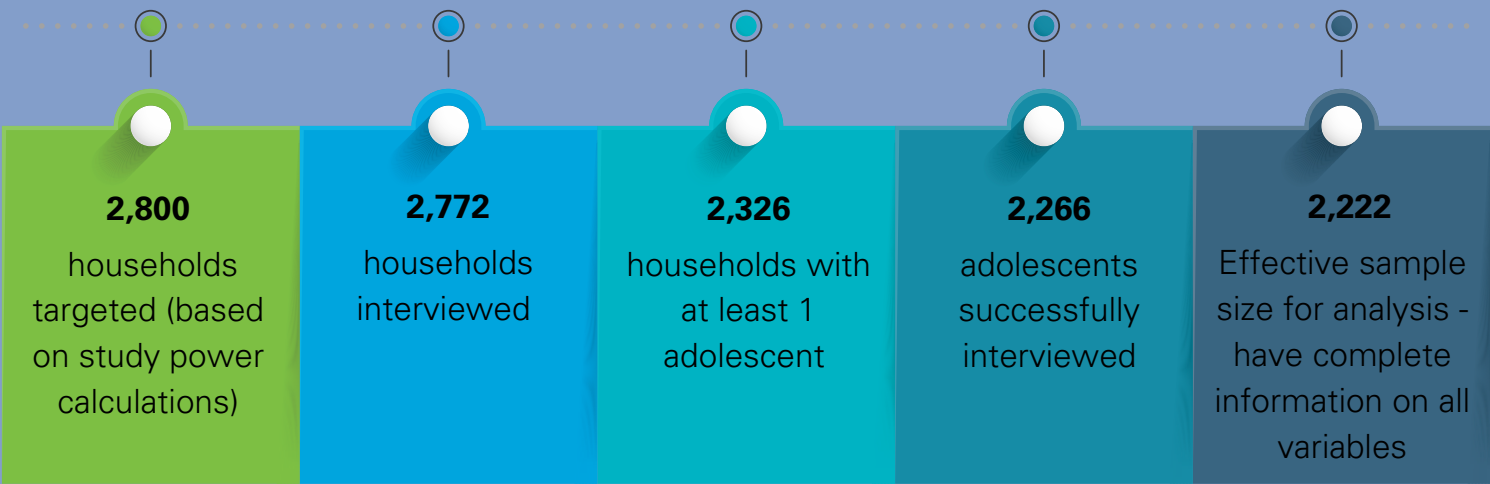 2,800
households
targeted (based
on study power
calculations)
2,772
households
interviewed
2,326
households with
at least 1
adolescent
2,266
adolescents
successfully
interviewed
2,222
Effective sample
size for analysis -
have complete
information on all
variables